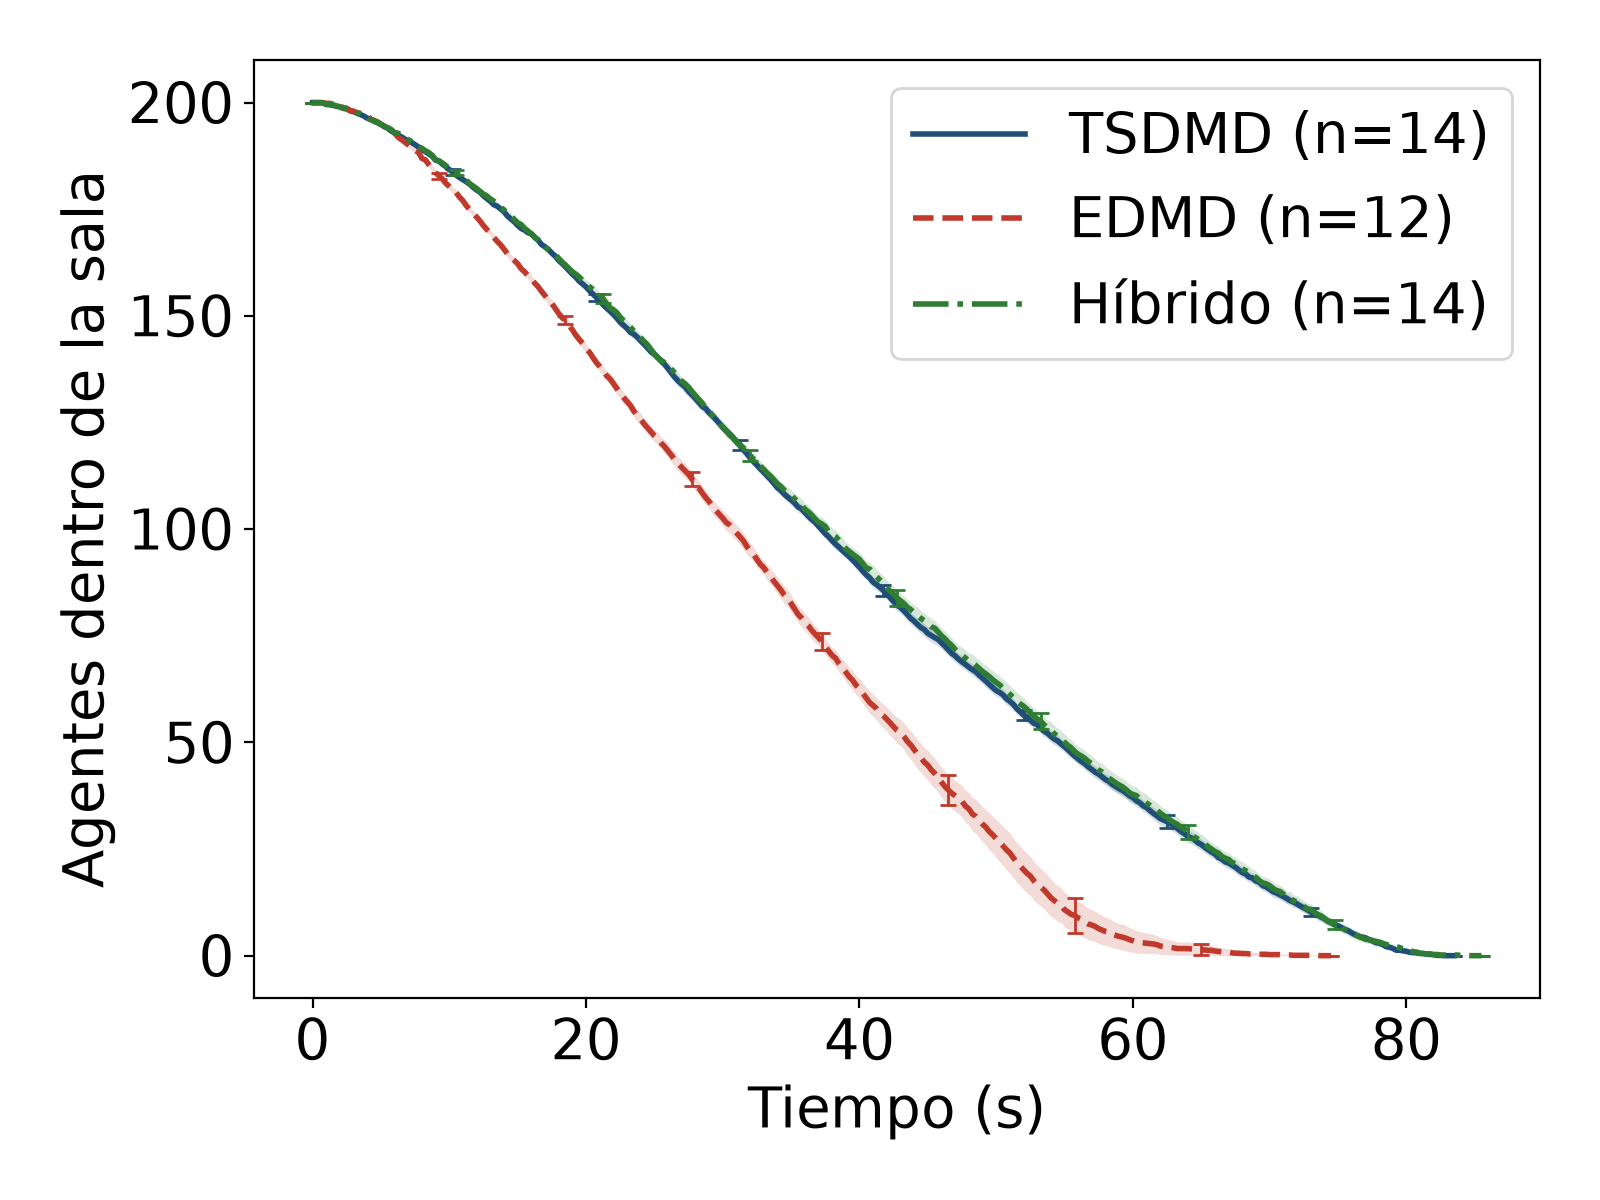 Agentes dentro de la sala
200
150
100
50
0
TSDMD (n=14)
EDMD (n=12)
Híbrido (n=14)
0 20 40 60 80
Tiempo (s)